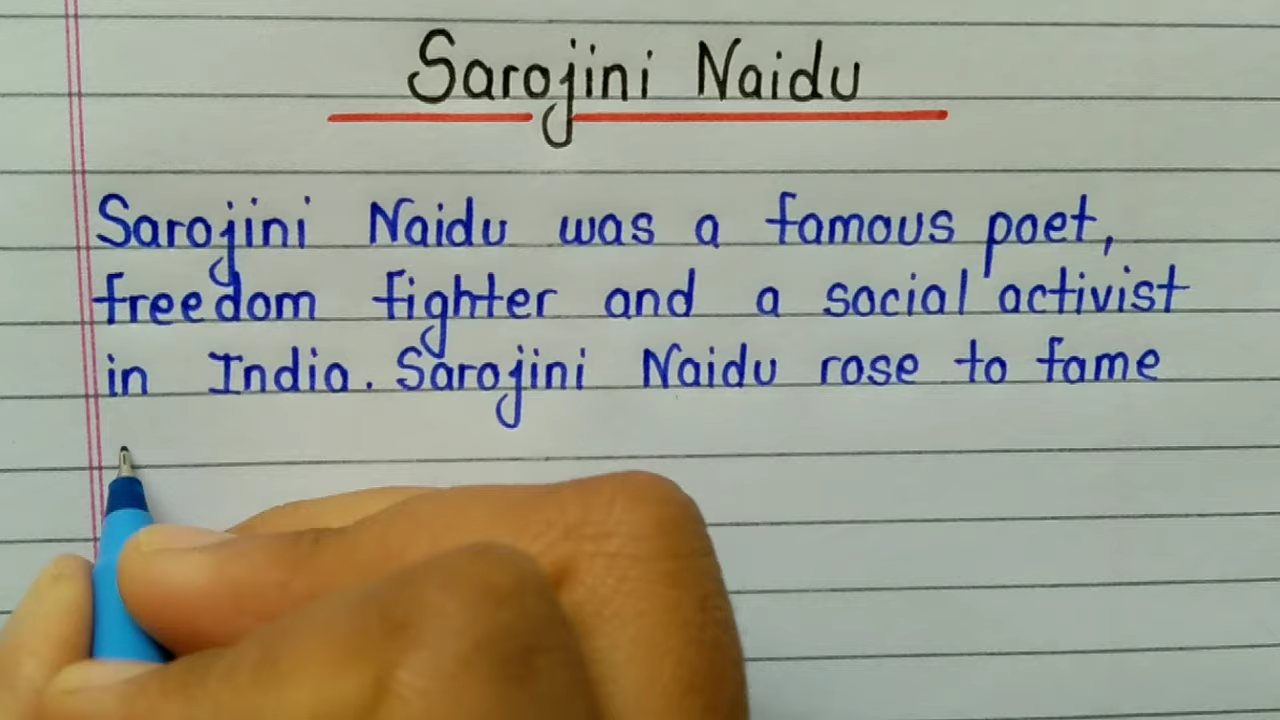 Sarojini Naidu
Sarojini Naidu was a famous poet,
freedom fighter and a social activist
in India. Sarojini Naidu rose to fame